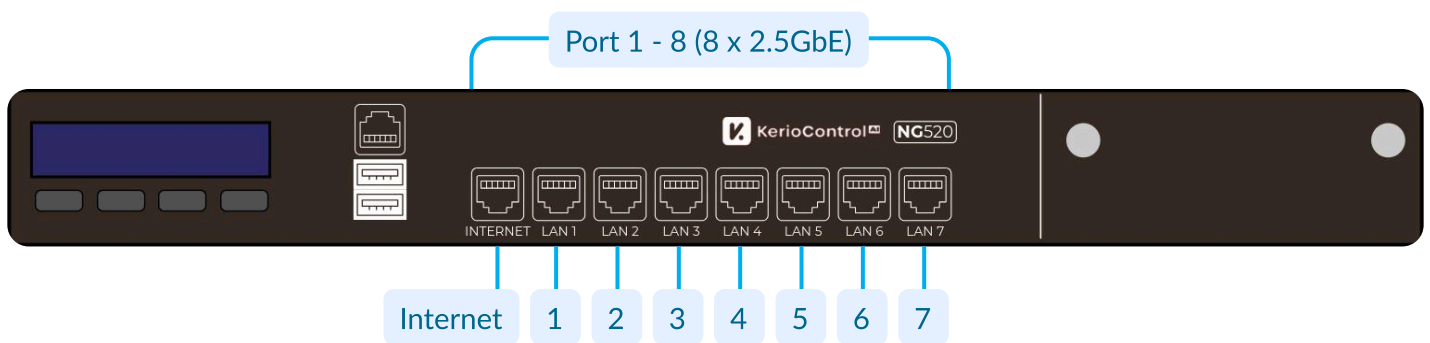 Port 1 - 8 (8 x 2.5GbE)
KerioControl AI NG520
INTERNET LAN 1 LAN 2 LAN 3 LAN 4 LAN 5 LAN 6 LAN 7
Internet 1 2 3 4 5 6 7